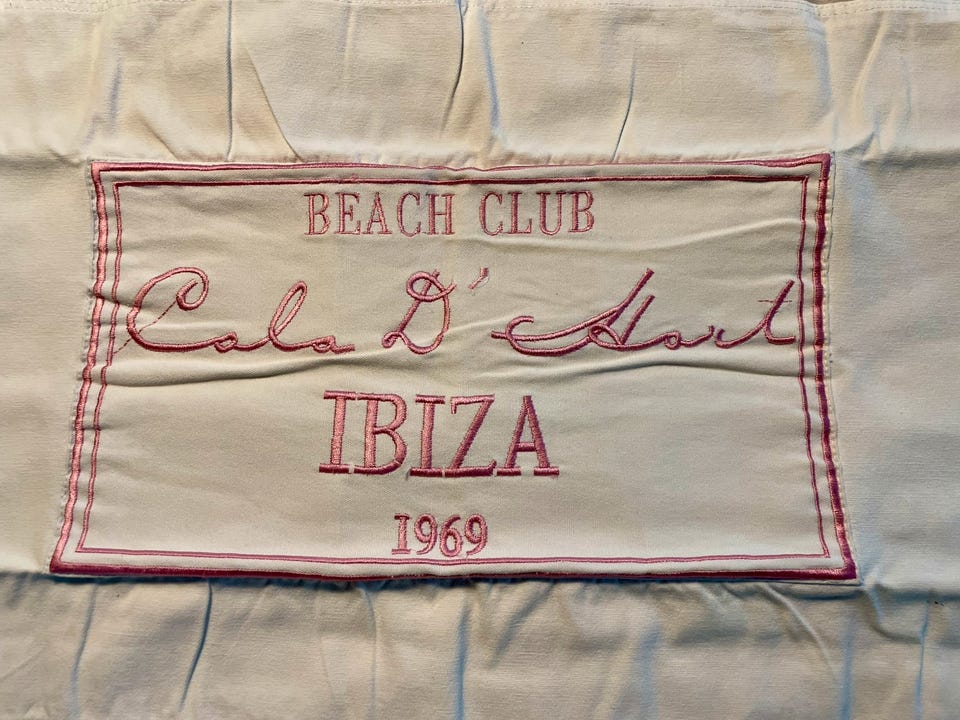 BEACH CLUB
Cala D' Hort
IBIZA
1969